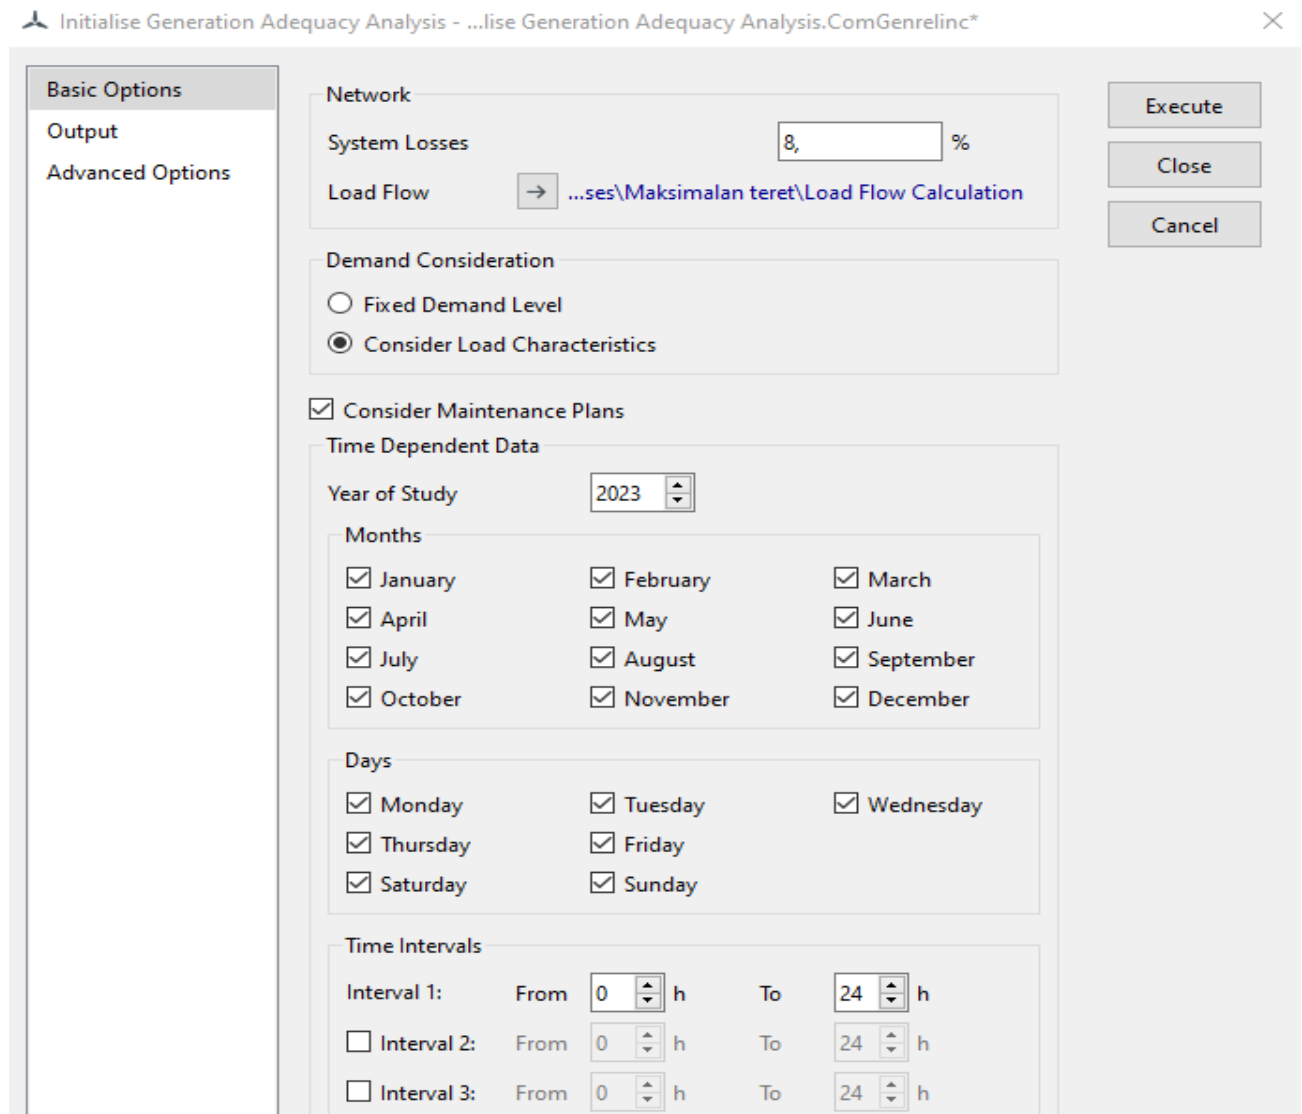 Initialise Generation Adequacy Analysis - ...lise Generation Adequacy Analysis.ComGenrelinc*
Basic Options
Output
Advanced Options
Network
System Losses 8, %
Load Flow ...ses\Maksimalan teret\Load Flow Calculation
Demand Consideration
Fixed Demand Level
Consider Load Characteristics
Consider Maintenance Plans
Time Dependent Data
Year of Study 2023
Months
January February March
April May June
July August September
October November December
Days
Monday Tuesday Wednesday
Thursday Friday
Saturday Sunday
Time Intervals
Interval 1: From 0 h To 24 h
Interval 2: From 0 h To 24 h
Interval 3: From 0 h To 24 h
Execute
Close
Cancel